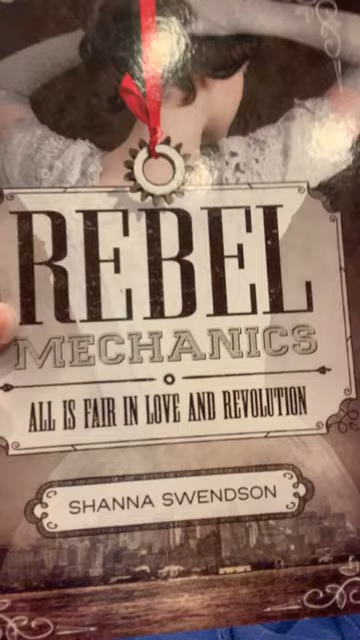 REBEL
MECHANICS
ALL IS FAIR IN LOVE AND REVOLUTION
SHANNA SWENDSON